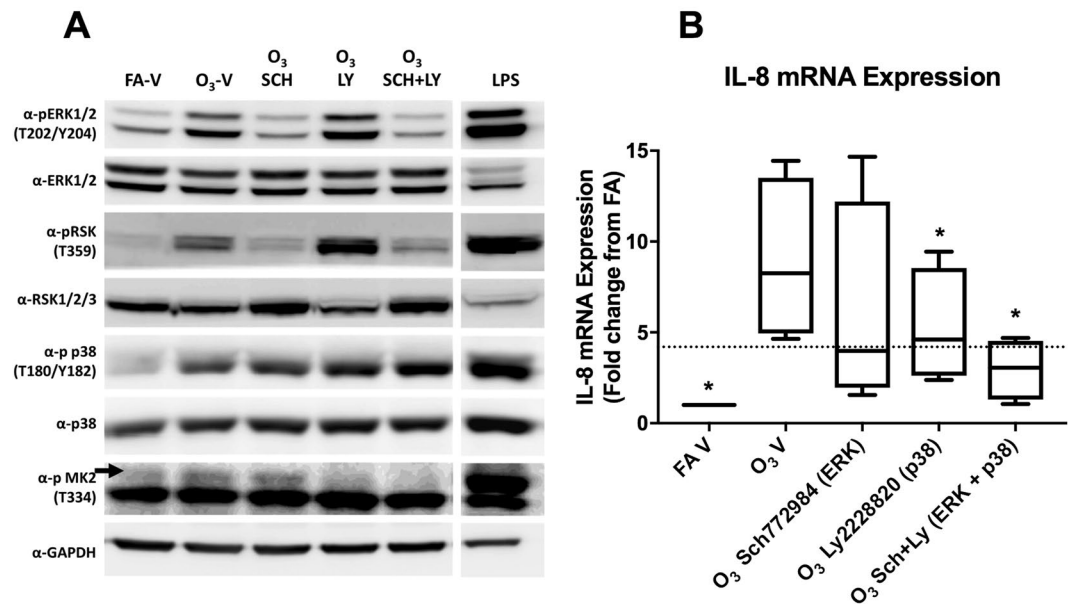 A
FA-V O₃-V O₃ SCH O₃ LY O₃ SCH+LY LPS
α-pERK1/2
(T202/Y204)
α-ERK1/2
α-pRSK
(T359)
α-RSK1/2/3
α-p p38
(T180/Y182)
α-p38
α-p MK2
(T334)
α-GAPDH
B
IL-8 mRNA Expression
IL-8 mRNA Expression
(Fold change from FA)
15
10
5
0
*
*
*
FA V
O₃ V
O₃ Sch772984 (ERK)
O₃ Ly2228820 (p38)
O₃ Sch+Ly (ERK + p38)